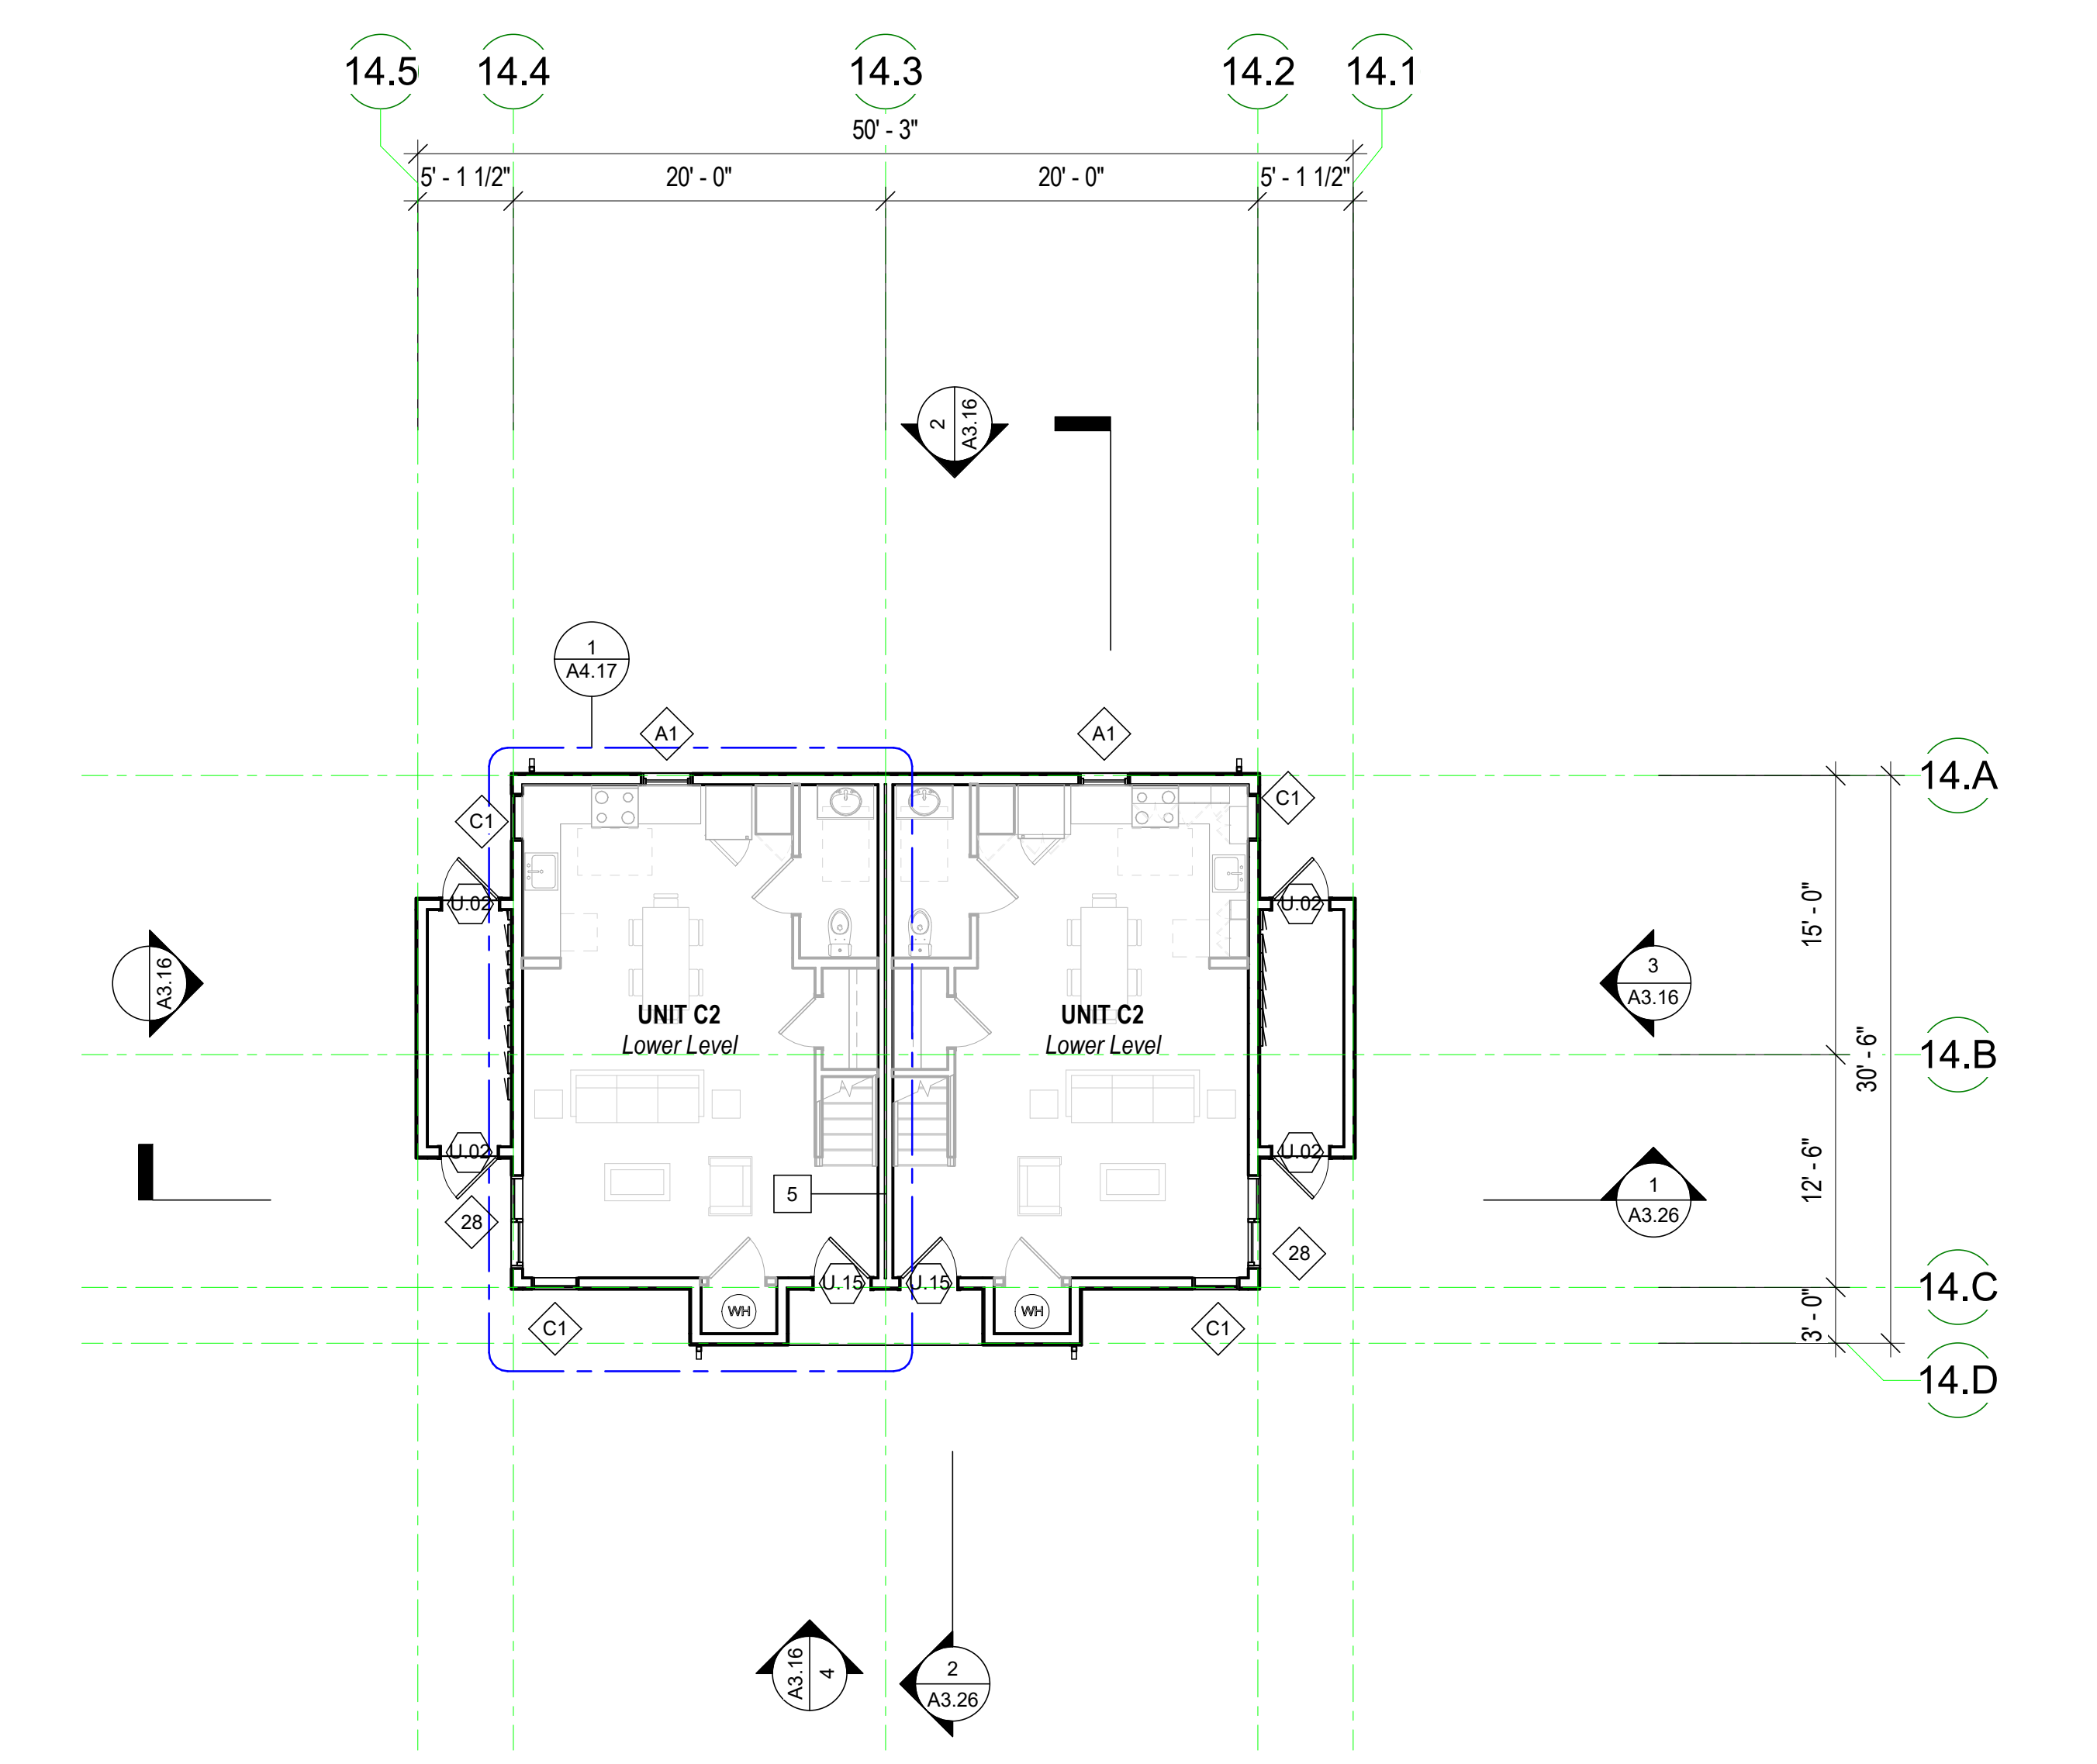 14.5 14.4 14.3 14.2 14.1
50' - 3"
5' - 1 1/2" 20' - 0" 20' - 0" 5' - 1 1/2"
2
A3.16
1
A4.17
A1 A1
14.A
C1 C1
U.02 U.02
15' - 0"
A3.16
3
A3.16
UNIT C2 UNIT C2
Lower Level Lower Level
14.B
30' - 6"
U.02 U.02
12' - 6"
5
1
A3.26
28 28
U.15 U.15
14.C
WH WH
3' - 0"
C1 C1
14.D
A3.16
4
2
A3.26